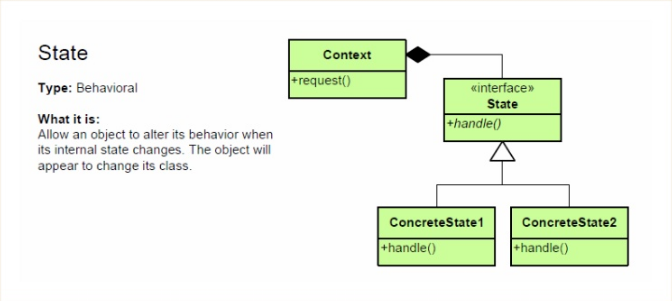 State
Type: Behavioral
What it is:
Allow an object to alter its behavior when
its internal state changes. The object will
appear to change its class.
Context
+request()
«interface»
State
+handle()
ConcreteState1
+handle()
ConcreteState2
+handle()